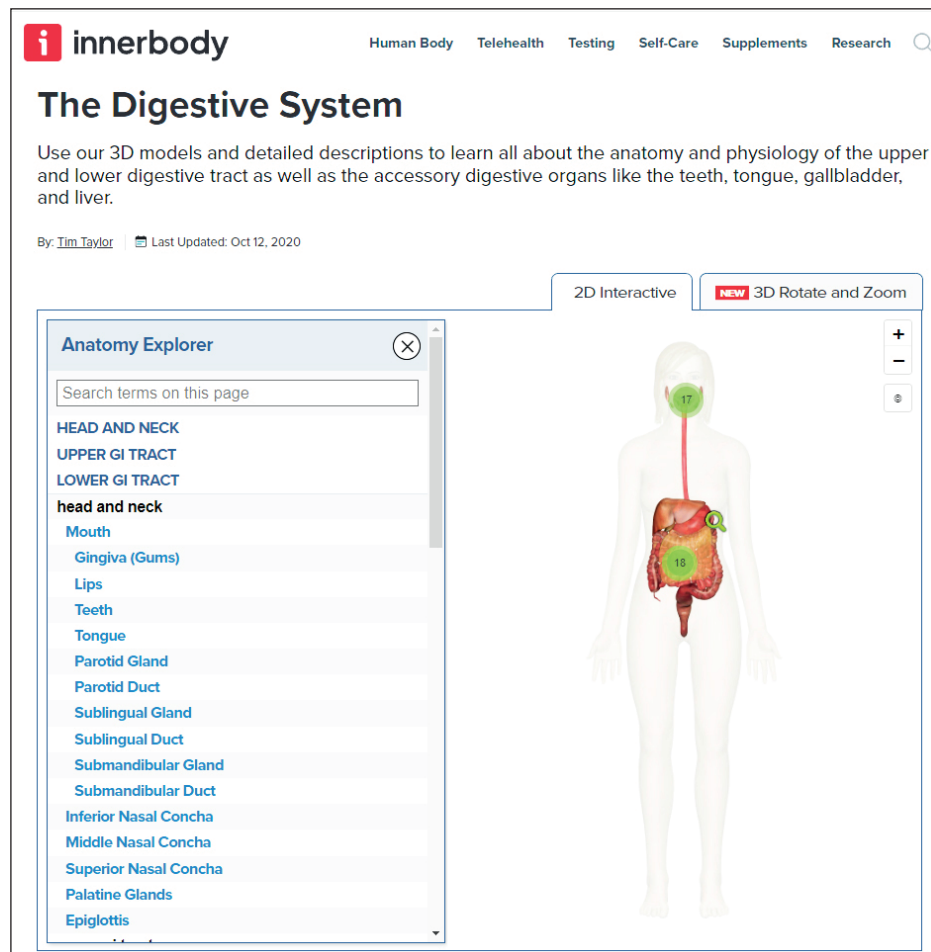 i innerbody
Human Body Telehealth Testing Self-Care Supplements Research
The Digestive System
Use our 3D models and detailed descriptions to learn all about the anatomy and physiology of the upper
and lower digestive tract as well as the accessory digestive organs like the teeth, tongue, gallbladder,
and liver.
By: Tim Taylor Last Updated: Oct 12, 2020
2D Interactive
NEW 3D Rotate and Zoom
Anatomy Explorer
Search terms on this page
HEAD AND NECK
UPPER GI TRACT
LOWER GI TRACT
head and neck
Mouth
Gingiva (Gums)
Lips
Teeth
Tongue
Parotid Gland
Parotid Duct
Sublingual Gland
Sublingual Duct
Submandibular Gland
Submandibular Duct
Inferior Nasal Concha
Middle Nasal Concha
Superior Nasal Concha
Palatine Glands
Epiglottis
+
−
17
18